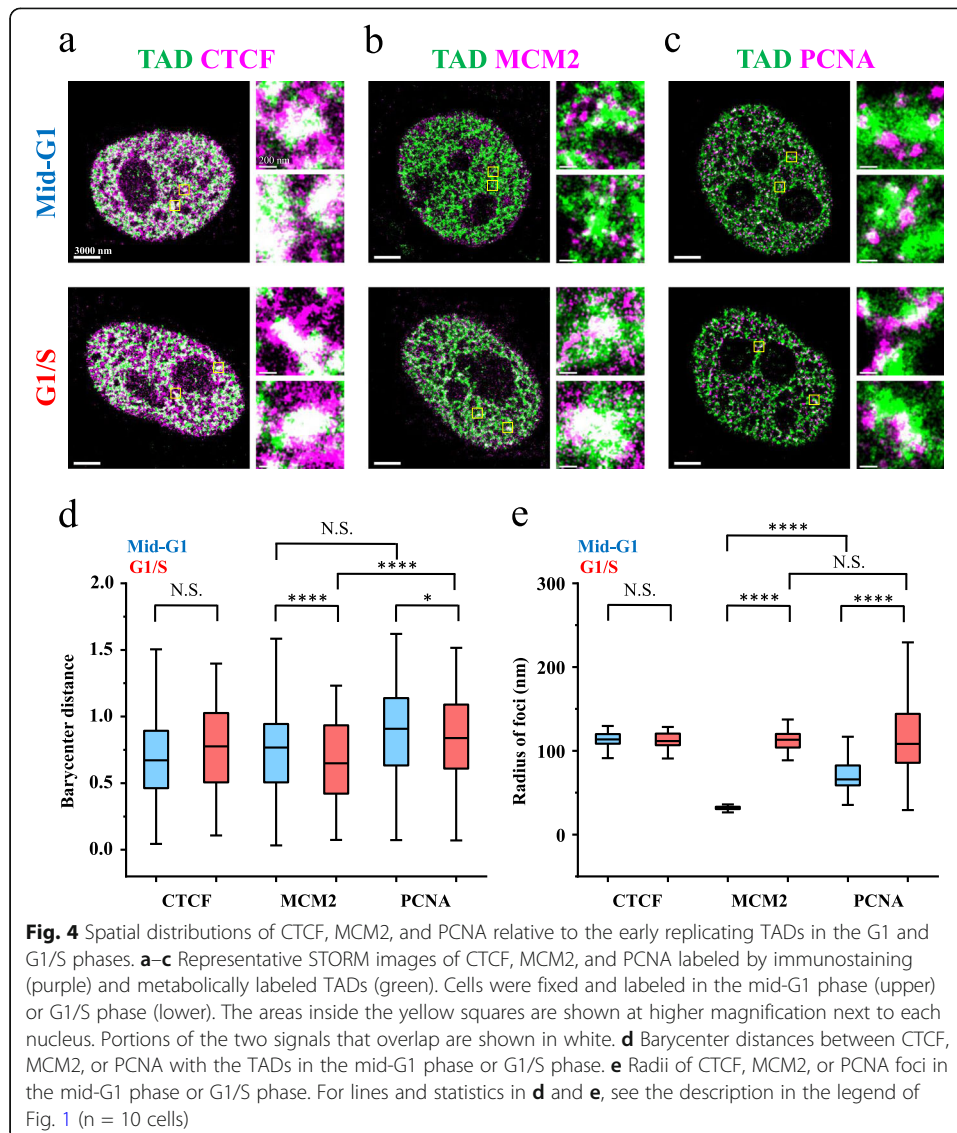 a
b
c
TAD CTCF
TAD MCM2
TAD PCNA
Mid-G1
200 nm
3000 nm
G1/S
d
Mid-G1
G1/S
N.S.
****
N.S.
****
*
2.0
1.5
1.0
0.5
0.0
Barycenter distance
CTCF
MCM2
PCNA
e
Mid-G1
G1/S
****
N.S.
N.S.
****
****
300
200
100
0
Radius of foci (nm)
CTCF
MCM2
PCNA
Fig. 4 Spatial distributions of CTCF, MCM2, and PCNA relative to the early replicating TADs in the G1 and
G1/S phases. a–c Representative STORM images of CTCF, MCM2, and PCNA labeled by immunostaining
(purple) and metabolically labeled TADs (green). Cells were fixed and labeled in the mid-G1 phase (upper)
or G1/S phase (lower). The areas inside the yellow squares are shown at higher magnification next to each
nucleus. Portions of the two signals that overlap are shown in white. d Barycenter distances between CTCF,
MCM2, or PCNA with the TADs in the mid-G1 phase or G1/S phase. e Radii of CTCF, MCM2, or PCNA foci in
the mid-G1 phase or G1/S phase. For lines and statistics in d and e, see the description in the legend of
Fig. 1 (n = 10 cells)